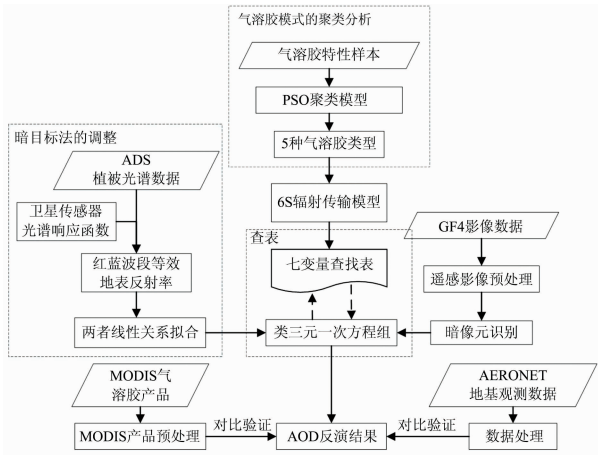 气溶胶模式的聚类分析
气溶胶特性样本
PSO聚类模型
5种气溶胶类型
6S辐射传输模型
暗目标法的调整
ADS
植被光谱数据
卫星传感器
光谱响应函数
红蓝波段等效
地表反射率
两者线性关系拟合
查表
七变量查找表
类三元一次方程组
GF4影像数据
遥感影像预处理
暗像元识别
MODIS气
溶胶产品
MODIS产品预处理
对比验证
AOD反演结果
对比验证
AERONET
地基观测数据
数据处理